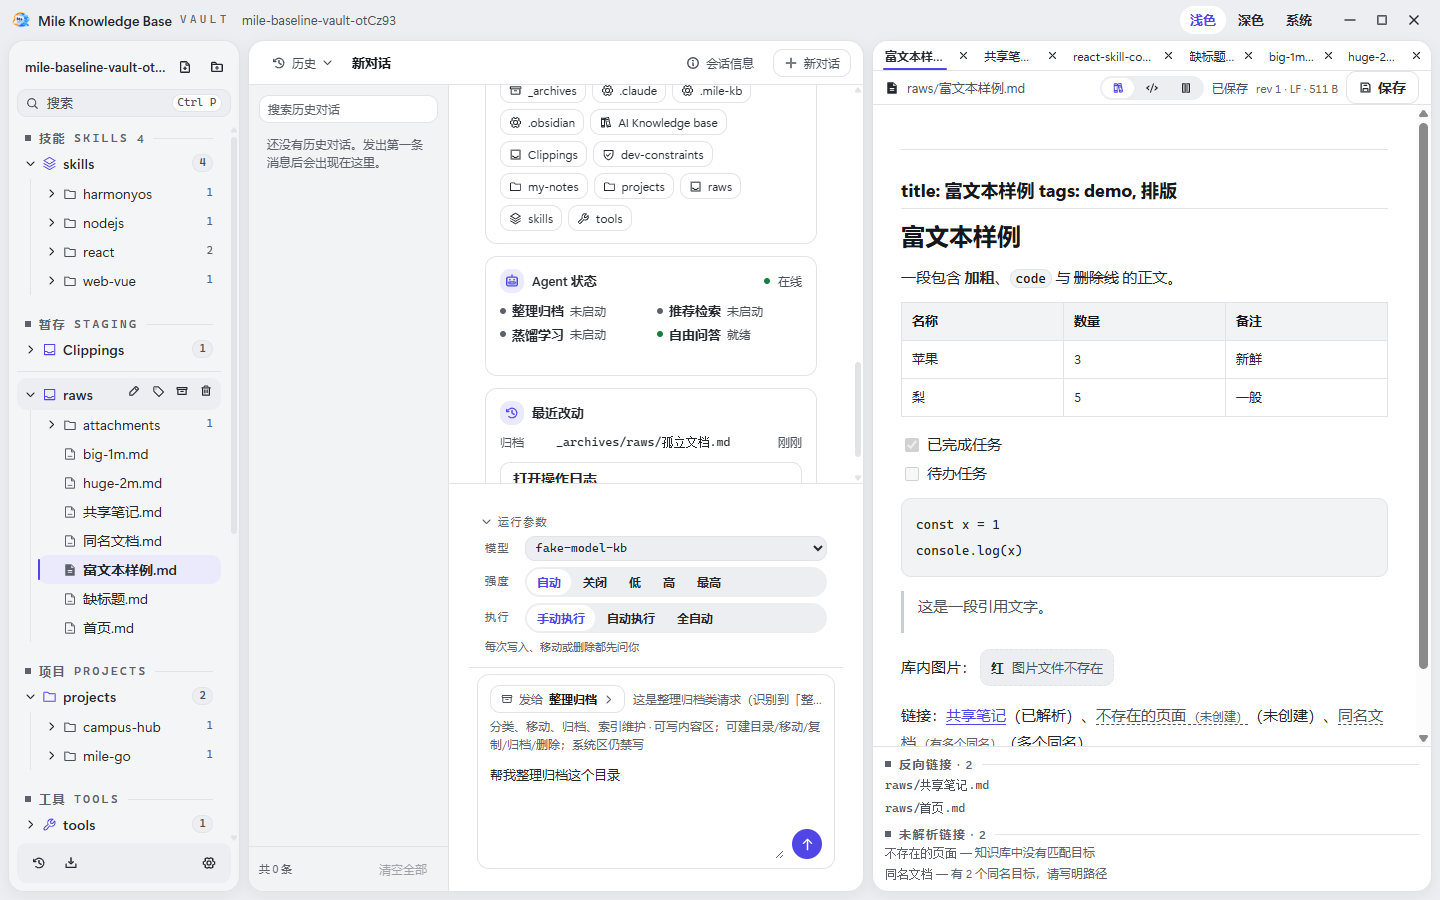 Mile Knowledge Base VAULT mile-baseline-vault-otCz93
浅色 深色 系统
mile-baseline-vault-ot...
搜索 Ctrl P
技能 SKILLS 4
skills 4
harmonyos 1
nodejs 1
react 2
web-vue 1
暂存 STAGING
Clippings 1
raws
attachments 1
big-1m.md
huge-2m.md
共享笔记.md
同名文档.md
富文本样例.md
缺标题.md
首页.md
项目 PROJECTS
projects 2
campus-hub 1
mile-go 1
工具 TOOLS
tools 1
历史 新对话
会话信息 新对话
搜索历史对话
还没有历史对话。发出第一条
消息后会出现在这里。
共 0 条 清空全部
_archives .claude .mile-kb
.obsidian AI Knowledge base
Clippings dev-constraints
my-notes projects raws
skills tools
Agent 状态 在线
整理归档 未启动 推荐检索 未启动
蒸馏学习 未启动 自由问答 就绪
最近改动
归档 _archives/raws/孤立文档.md 刚刚
打开操作日志
运行参数
模型 fake-model-kb
强度 自动 关闭 低 高 最高
执行 手动执行 自动执行 全自动
每次写入、移动或删除都先问你
发给 整理归档 这是整理归档类请求（识别到「整...
分类、移动、归档、索引维护 · 可写内容区；可建目录/移动/复
制/归档/删除；系统区仍禁写
帮我整理归档这个目录
富文本样... 共享笔... react-skill-co... 缺标题... big-1m... huge-2...
raws/富文本样例.md 已保存 rev 1 · LF · 511 B 保存
title: 富文本样例 tags: demo, 排版
富文本样例
一段包含 加粗、code 与 删除线 的正文。
名称 数量 备注
苹果 3 新鲜
梨 5 一般
已完成任务
待办任务
const x = 1
console.log(x)
这是一段引用文字。
库内图片： 红 图片文件不存在
链接：共享笔记（已解析）、不存在的页面（未创建）（未创建）、同名文
档（有多个同名）（多个同名）
反向链接 · 2
raws/共享笔记.md
raws/首页.md
未解析链接 · 2
不存在的页面 — 知识库中没有匹配目标
同名文档 — 有 2 个同名目标，请写明路径